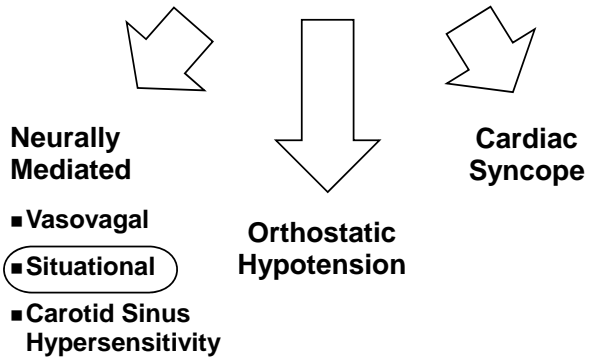 Neurally
Mediated
■ Vasovagal
■ Situational
■ Carotid Sinus
Hypersensitivity
Orthostatic
Hypotension
Cardiac
Syncope